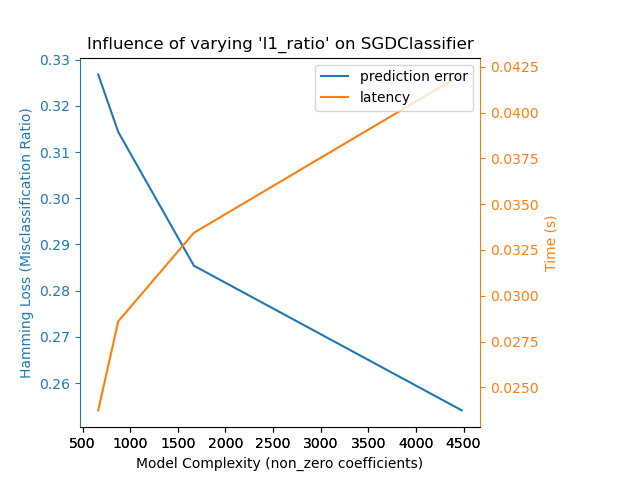 Influence of varying 'l1_ratio' on SGDClassifier
prediction error
latency
Hamming Loss (Misclassification Ratio)
0.33
0.32
0.31
0.30
0.29
0.28
0.27
0.26
0.0425
0.0400
0.0375
0.0350
0.0325
0.0300
0.0275
0.0250
Time (s)
500 1000 1500 2000 2500 3000 3500 4000 4500
Model Complexity (non_zero coefficients)